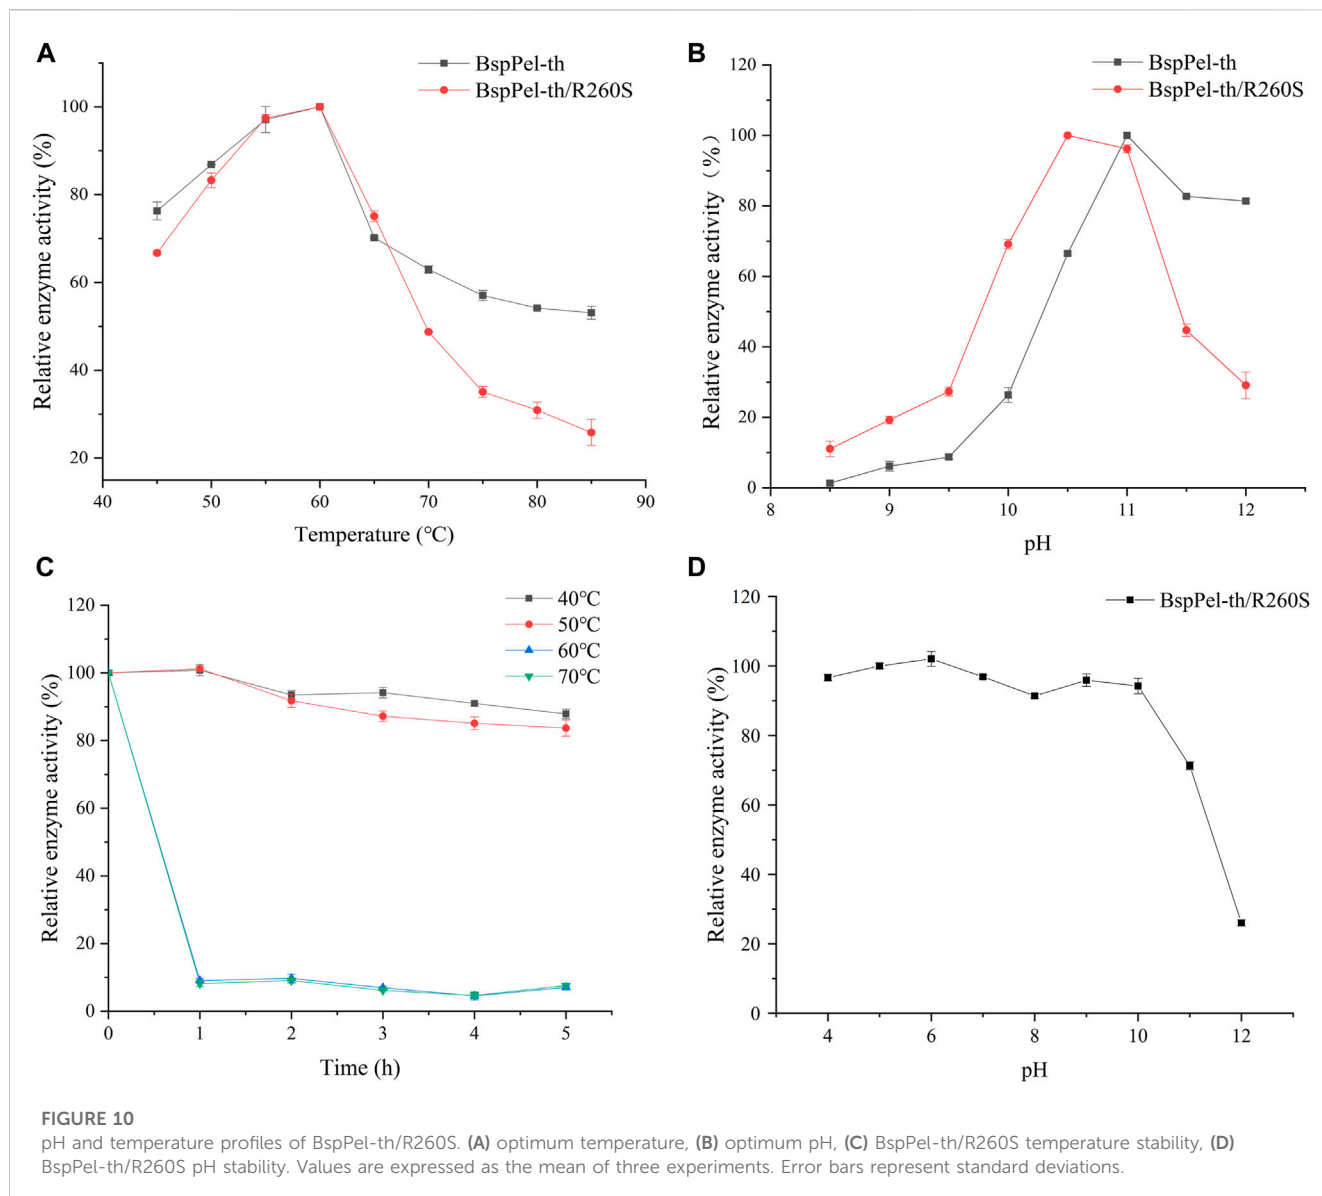 A
BspPel-th
BspPel-th/R260S
Relative enzyme activity (%)
100
80
60
40
20
40
50
60
70
80
90
Temperature (℃)
B
BspPel-th
BspPel-th/R260S
Relative enzyme activity（%）
120
100
80
60
40
20
0
8
9
10
11
12
pH
C
40℃
50℃
60℃
70℃
Relative enzyme activity (%)
120
100
80
60
40
20
0
0
1
2
3
4
5
Time (h)
D
BspPel-th/R260S
Relative enzyme activity (%)
120
100
80
60
40
20
0
4
6
8
10
12
pH
FIGURE 10
pH and temperature profiles of BspPel-th/R260S. (A) optimum temperature, (B) optimum pH, (C) BspPel-th/R260S temperature stability, (D)
BspPel-th/R260S pH stability. Values are expressed as the mean of three experiments. Error bars represent standard deviations.